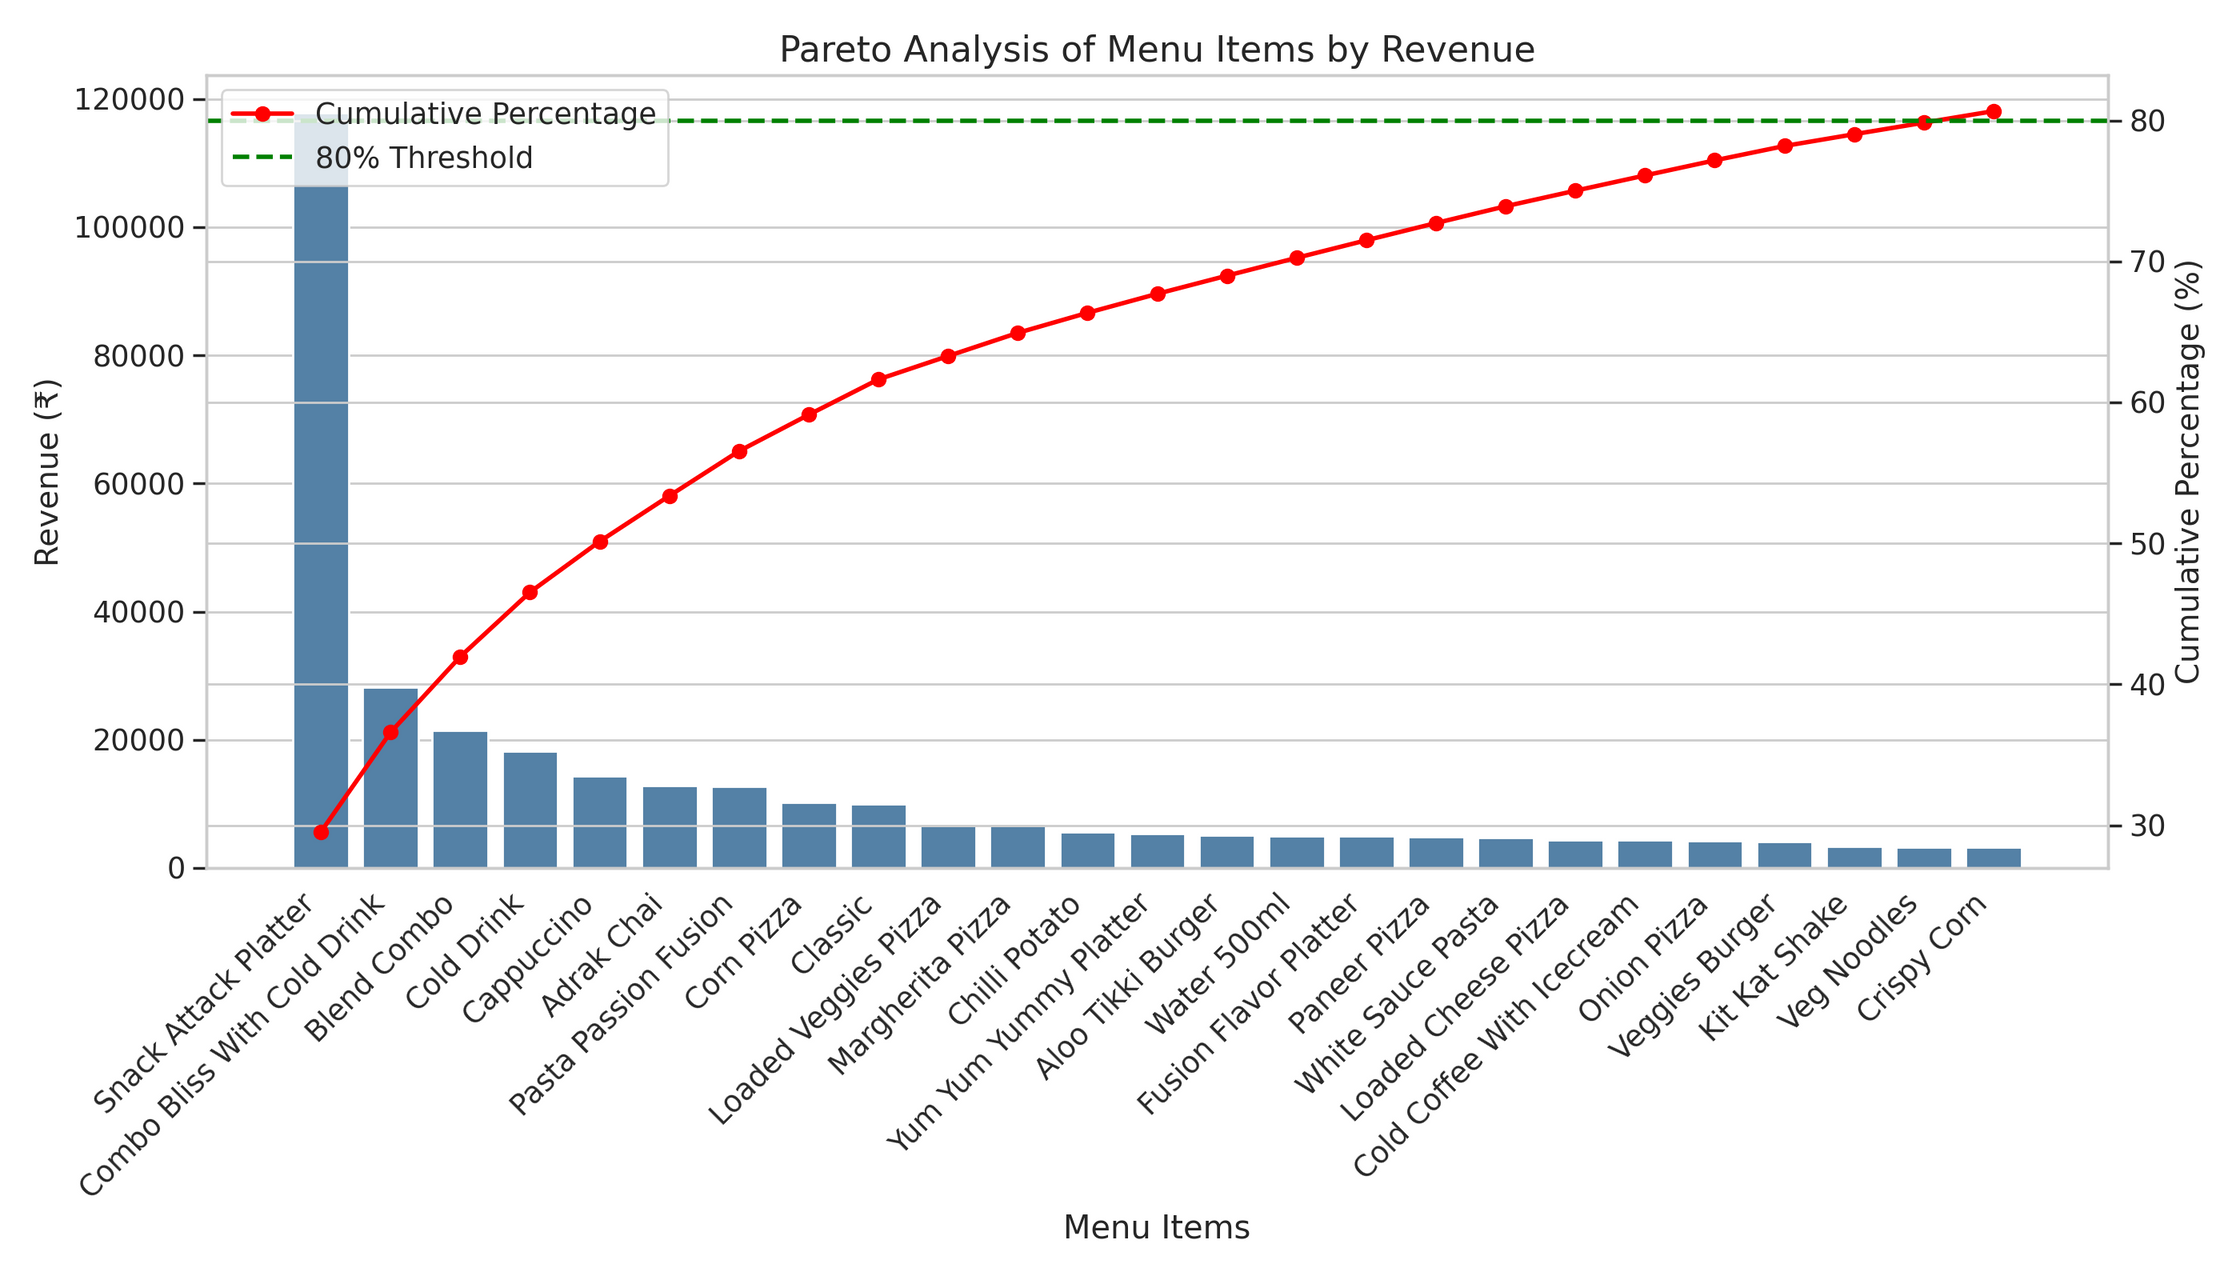 Pareto Analysis of Menu Items by Revenue
Cumulative Percentage
80% Threshold
Revenue (₹)
120000
100000
80000
60000
40000
20000
0
Cumulative Percentage (%)
80
70
60
50
40
30
Snack Attack Platter
Combo Bliss With Cold Drink
Blend Combo
Cold Drink
Cappuccino
Adrak Chai
Pasta Passion Fusion
Corn Pizza
Classic
Loaded Veggies Pizza
Margherita Pizza
Chilli Potato
Yum Yum Yummy Platter
Aloo Tikki Burger
Water 500ml
Fusion Flavor Platter
Paneer Pizza
White Sauce Pasta
Loaded Cheese Pizza
Cold Coffee With Icecream
Onion Pizza
Veggies Burger
Kit Kat Shake
Veg Noodles
Crispy Corn
Menu Items